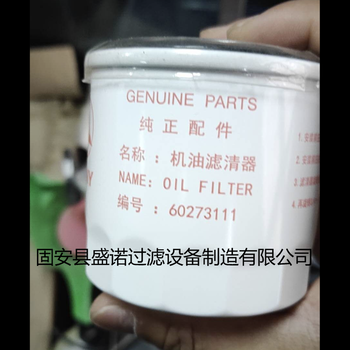 GENUINE PARTS
纯正配件
名称：机油滤清器
NAME: OIL FILTER
编号：60273111
固安县盛诺过滤设备制造有限公司